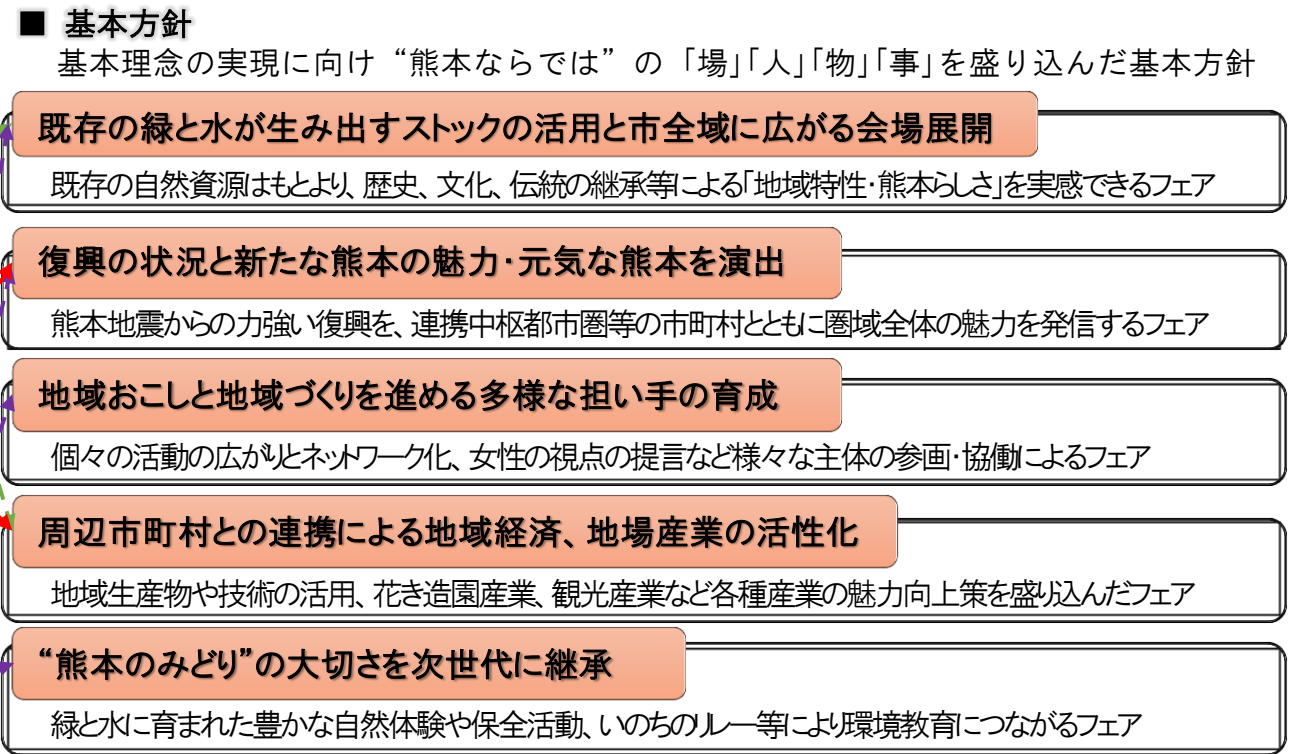 ■ 基本方針
基本理念の実現に向け“熊本ならでは”の「場」「人」「物」「事」を盛り込んだ基本方針
既存の緑と水が生み出すストックの活用と市全域に広がる会場展開
既存の自然資源はもとより、歴史、文化、伝統の継承等による「地域特性・熊本らしさ」を実感できるフェア
復興の状況と新たな熊本の魅力・元気な熊本を演出
熊本地震からの力強い復興を、連携中枢都市圏等の市町村とともに圏域全体の魅力を発信するフェア
地域おこしと地域づくりを進める多様な担い手の育成
個々の活動の広がりとネットワーク化、女性の視点の提言など様々な主体の参画・協働によるフェア
周辺市町村との連携による地域経済、地場産業の活性化
地域生産物や技術の活用、花き造園産業、観光産業など各種産業の魅力向上策を盛り込んだフェア
“熊本のみどり”の大切さを次世代に継承
緑と水に育まれた豊かな自然体験や保全活動、いのちのリレー等により環境教育につながるフェア